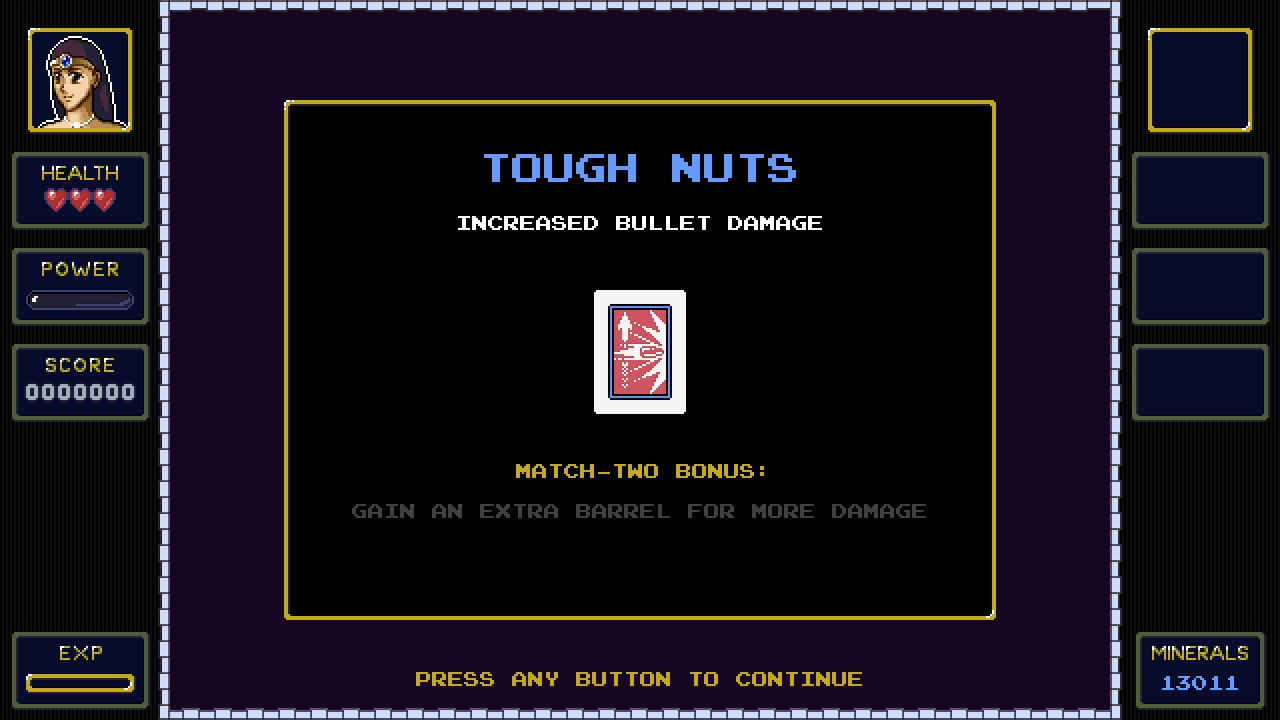 HEALTH
POWER
SCORE
0000000
EXP
TOUGH NUTS
INCREASED BULLET DAMAGE
MATCH-TWO BONUS:
GAIN AN EXTRA BARREL FOR MORE DAMAGE
PRESS ANY BUTTON TO CONTINUE
MINERALS
13011